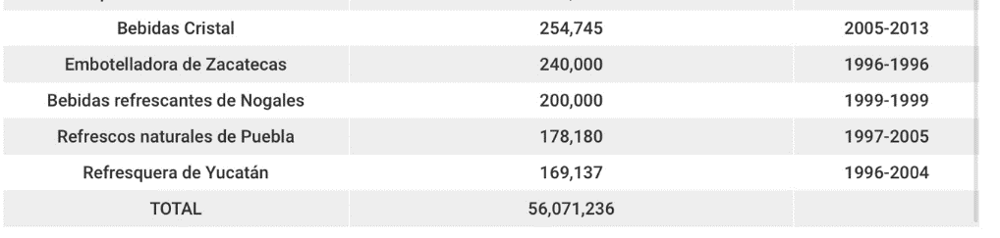 Bebidas Cristal 254,745 2005-2013
Embotelladora de Zacatecas 240,000 1996-1996
Bebidas refrescantes de Nogales 200,000 1999-1999
Refrescos naturales de Puebla 178,180 1997-2005
Refresquera de Yucatán 169,137 1996-2004
TOTAL 56,071,236